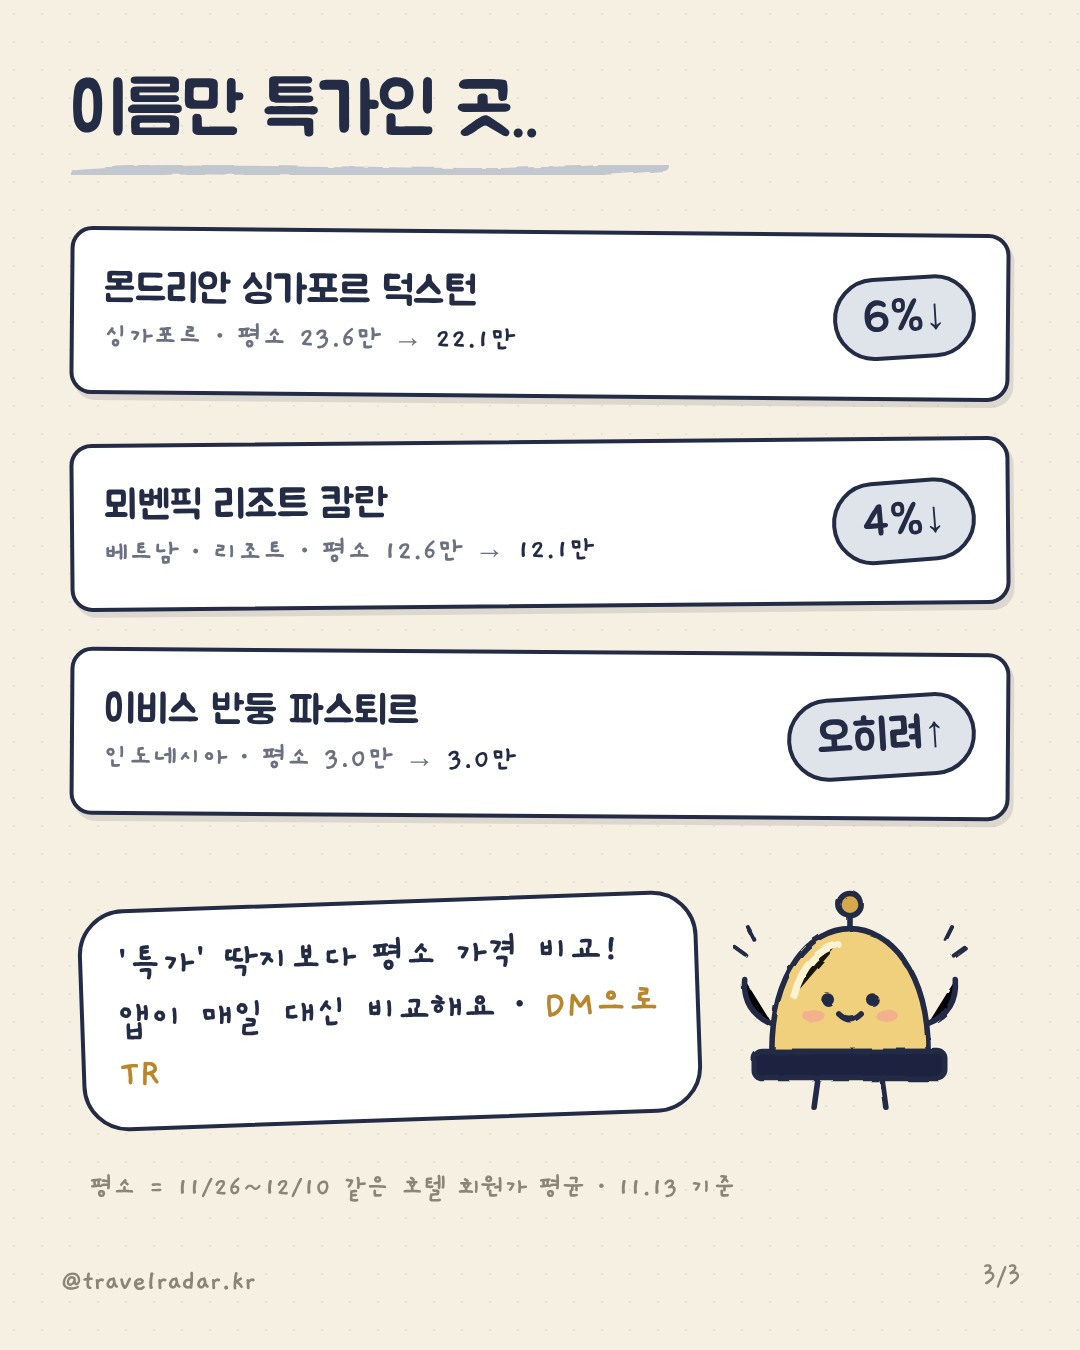 이름만 특가인 곳..
몬드리안 싱가포르 덕스턴
싱가포르 · 평소 23.6만 → 22.1만
6%↓
뫼벤픽 리조트 캄란
베트남 · 리조트 · 평소 12.6만 → 12.1만
4%↓
이비스 반둥 파스퇴르
인도네시아 · 평소 3.0만 → 3.0만
오히려↑
'특가' 딱지보다 평소 가격 비교!
앱이 매일 대신 비교해요 · DM으로
TR
평소 = 11/26~12/10 같은 호텔 회원가 평균 · 11.13 기준
@travelradar.kr
3/3